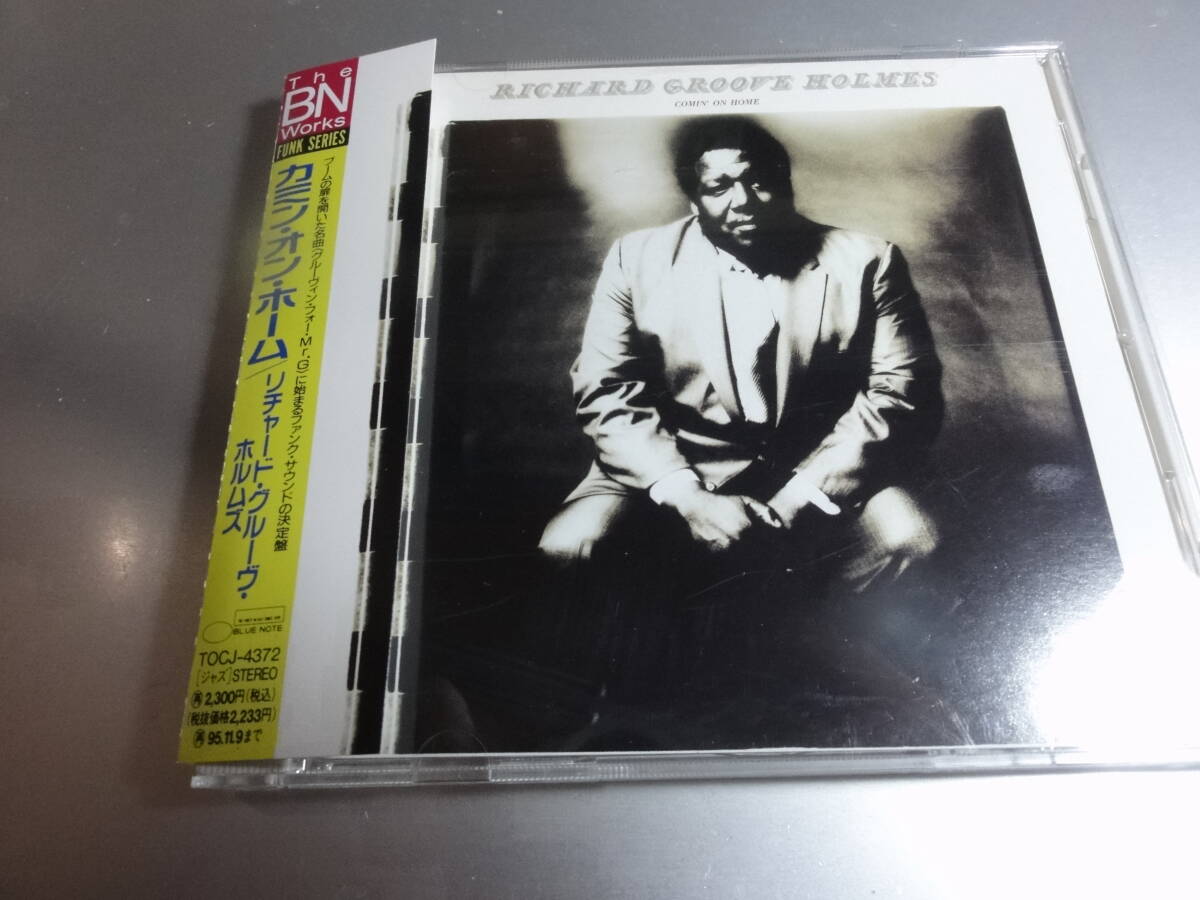 The
BN
Works
FUNK SERIES
ブームの扉を開いた名曲〈グルーヴィン・フォー・Mr.G〉に始まるファンク・サウンドの決定盤
カミン・オン・ホーム/リチャード・グルーヴ・
ホルムズ
BLUE NOTE
TOCJ-4372
[ジャズ]STEREO
再2,300円(税込)
(税抜価格2,233円)
再95.11.9まで
RICHARD GROOVE HOLMES
COMIN' ON HOME